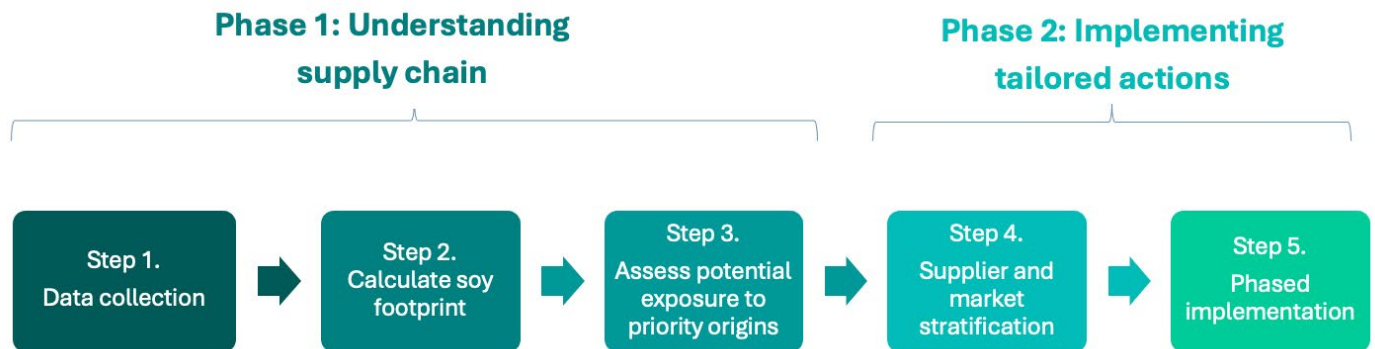 Phase 1: Understanding
supply chain
Phase 2: Implementing
tailored actions
Step 1.
Data collection
Step 2.
Calculate soy
footprint
Step 3.
Assess potential
exposure to
priority origins
Step 4.
Supplier and
market
stratification
Step 5.
Phased
implementation